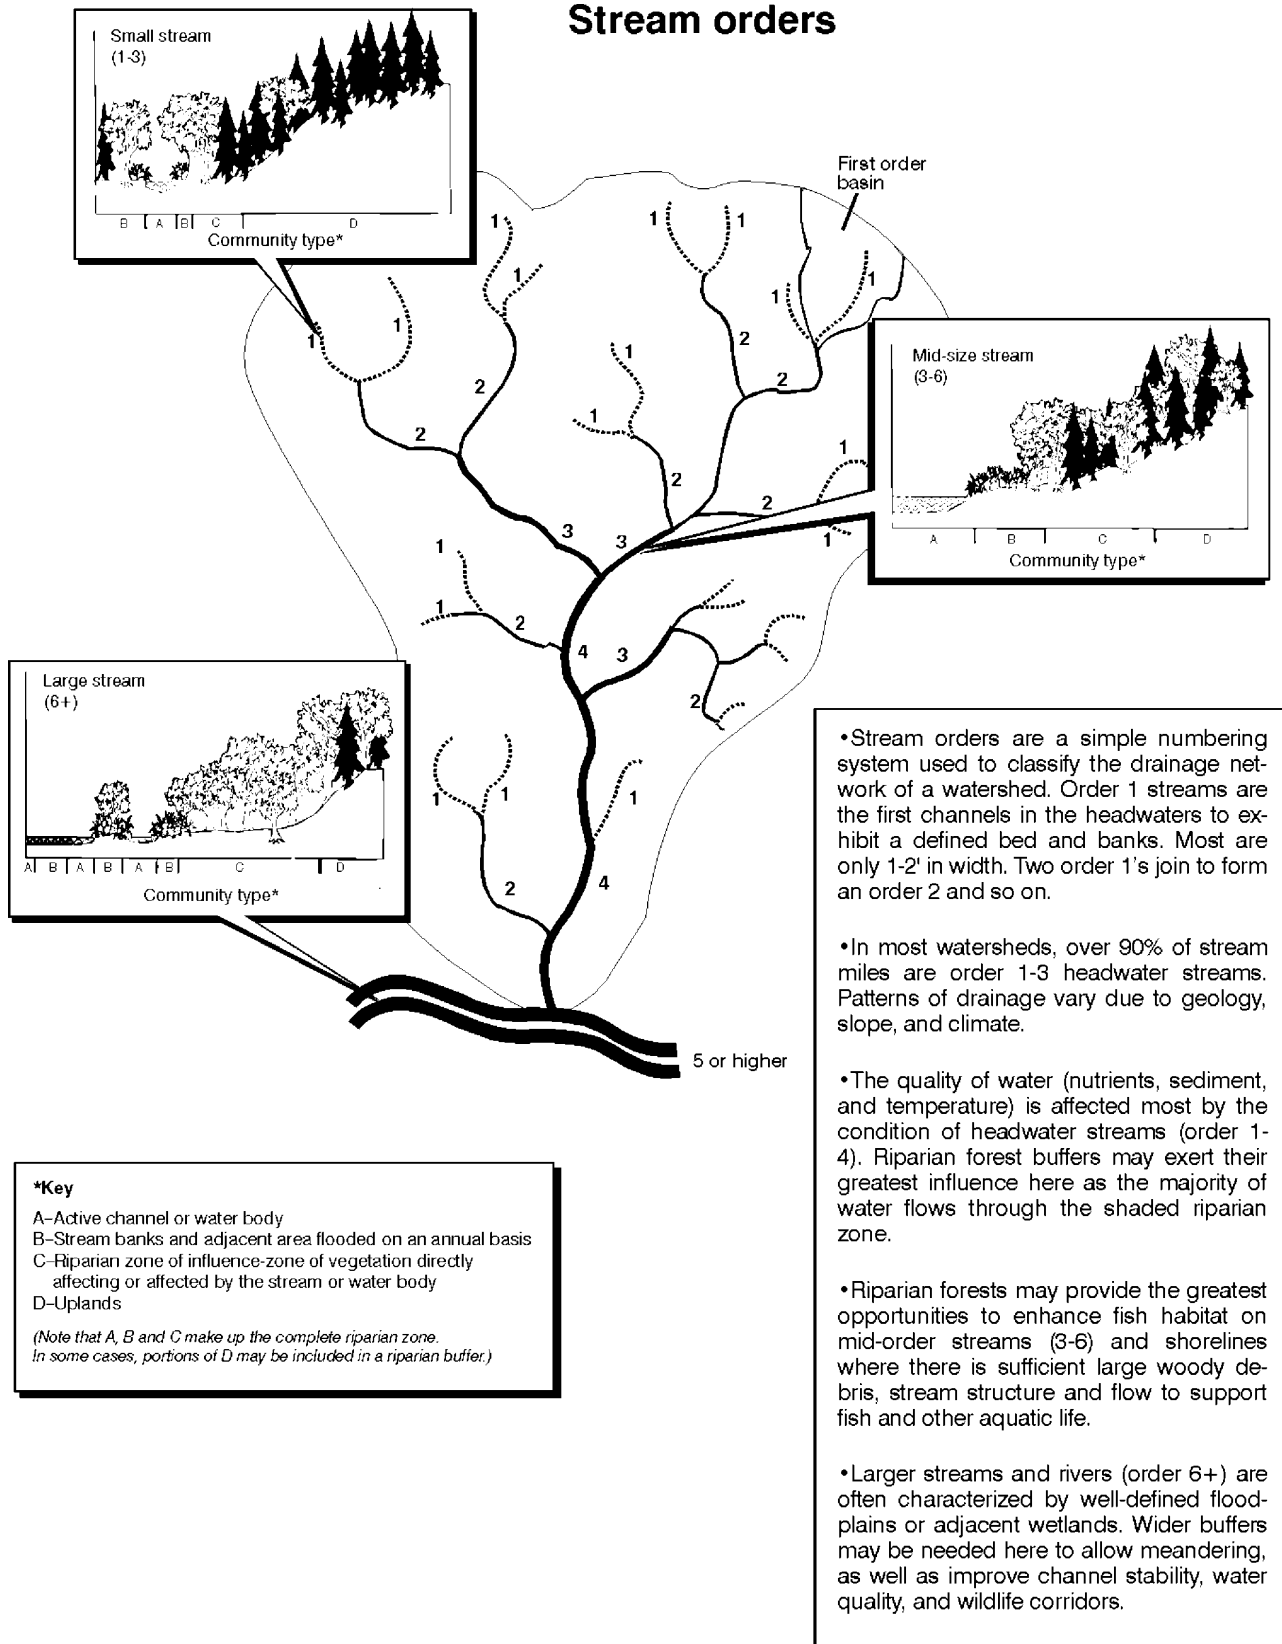 Stream orders
Small stream
(1-3)
B A B C D
Community type*
First order
basin
1
1
1
1
1
1
1
1
1
1
2
2
2
1
1
2
2
1
2
3
3
1
1
1
2
4
3
2
1
1
1
2
4
Mid-size stream
(3-6)
A B C D
Community type*
Large stream
(6+)
A B A B A B C D
Community type*
5 or higher
*Key
A–Active channel or water body
B–Stream banks and adjacent area flooded on an annual basis
C–Riparian zone of influence-zone of vegetation directly
affecting or affected by the stream or water body
D–Uplands
(Note that A, B and C make up the complete riparian zone.
In some cases, portions of D may be included in a riparian buffer.)
•Stream orders are a simple numbering
system used to classify the drainage net-
work of a watershed. Order 1 streams are
the first channels in the headwaters to ex-
hibit a defined bed and banks. Most are
only 1-2' in width. Two order 1's join to form
an order 2 and so on.
•In most watersheds, over 90% of stream
miles are order 1-3 headwater streams.
Patterns of drainage vary due to geology,
slope, and climate.
•The quality of water (nutrients, sediment,
and temperature) is affected most by the
condition of headwater streams (order 1-
4). Riparian forest buffers may exert their
greatest influence here as the majority of
water flows through the shaded riparian
zone.
•Riparian forests may provide the greatest
opportunities to enhance fish habitat on
mid-order streams (3-6) and shorelines
where there is sufficient large woody de-
bris, stream structure and flow to support
fish and other aquatic life.
•Larger streams and rivers (order 6+) are
often characterized by well-defined flood-
plains or adjacent wetlands. Wider buffers
may be needed here to allow meandering,
as well as improve channel stability, water
quality, and wildlife corridors.